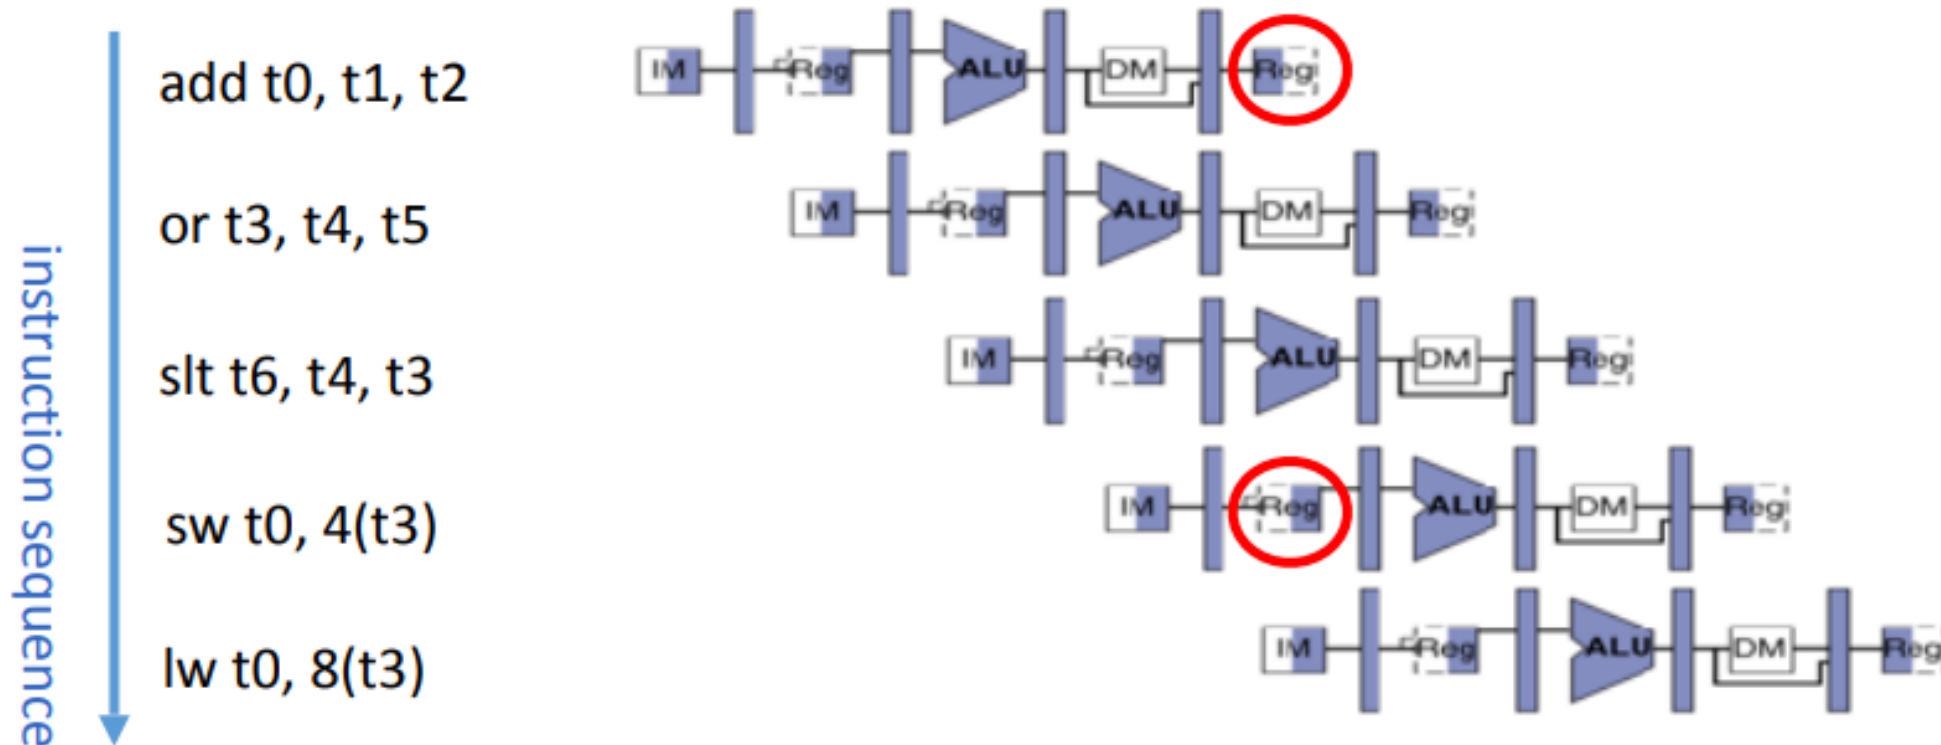 add t0, t1, t2
IM Reg ALU DM Reg
or t3, t4, t5
IM Reg ALU DM Reg
slt t6, t4, t3
IM Reg ALU DM Reg
sw t0, 4(t3)
IM Reg ALU DM Reg
lw t0, 8(t3)
IM Reg ALU DM Reg
instruction sequence